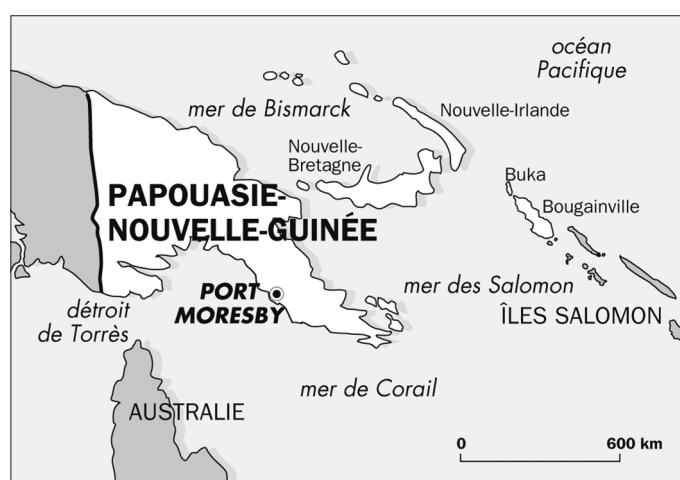 océan
Pacifique
mer de Bismarck
Nouvelle-Irlande
Nouvelle-
Bretagne
Buka
Bougainville
PAPOUASIE-
NOUVELLE-GUINÉE
PORT
MORESBY
mer des Salomon
ÎLES SALOMON
détroit
de Torrès
mer de Corail
AUSTRALIE
0 600 km